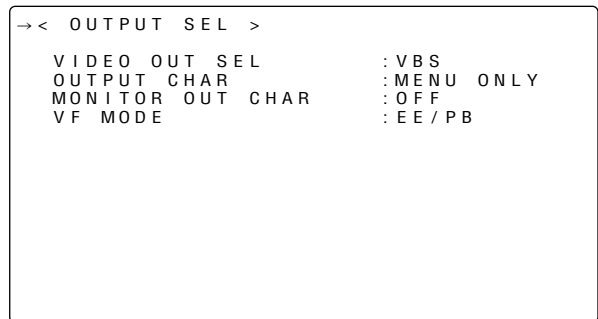 →< OUTPUT SEL >
VIDEO OUT SEL :VBS
OUTPUT CHAR :MENU ONLY
MONITOR OUT CHAR :OFF
VF MODE :EE/PB